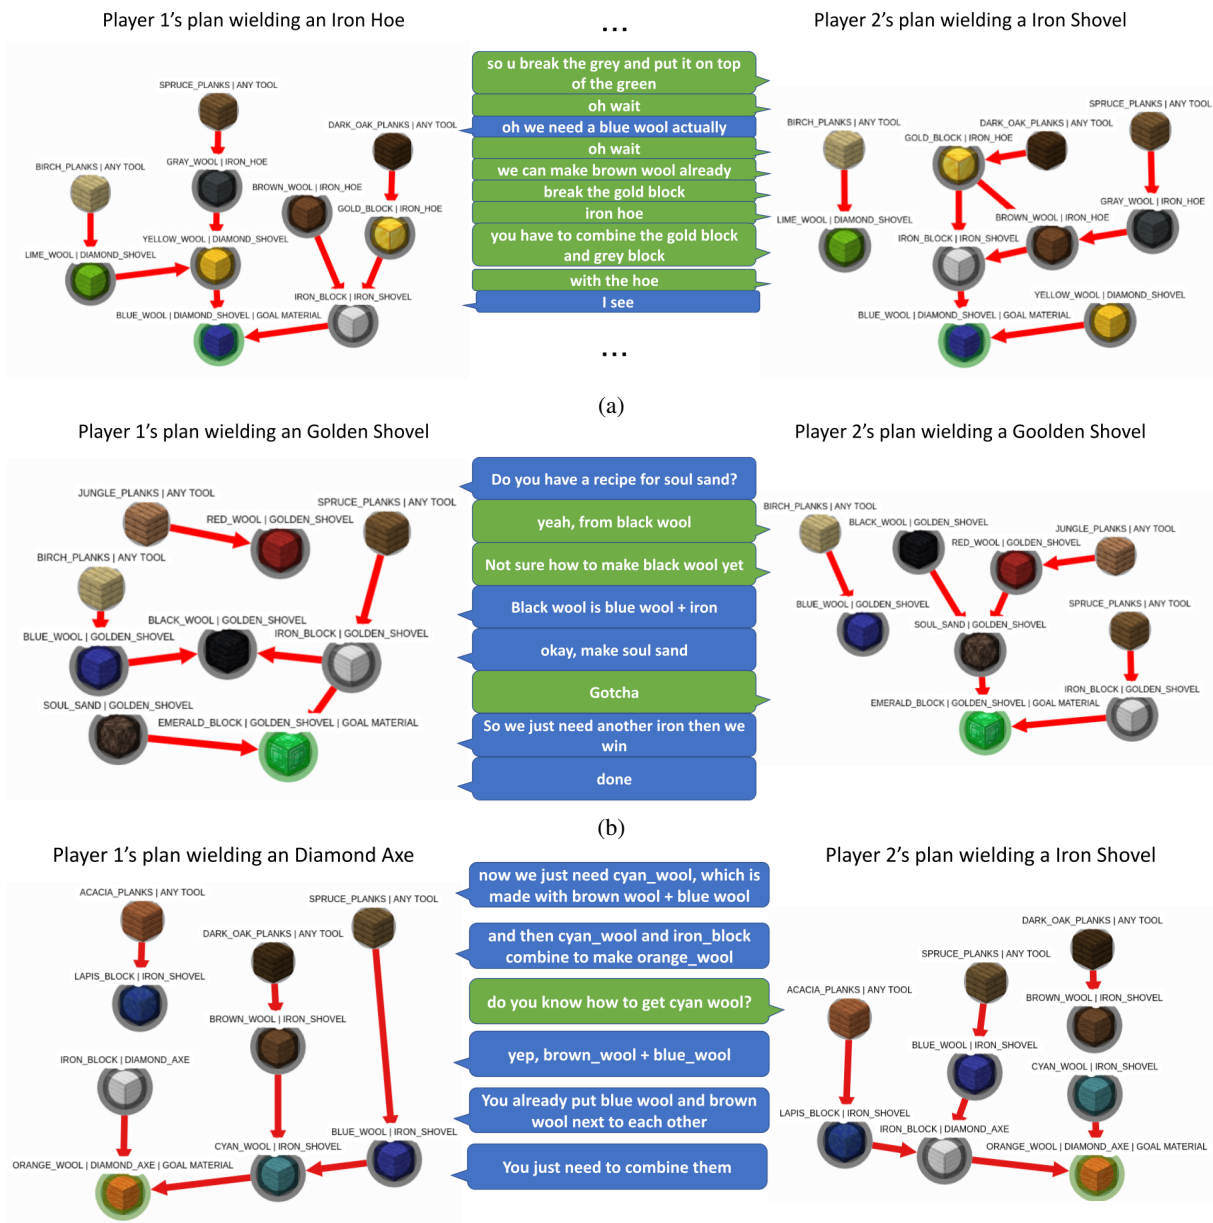 Player 1's plan wielding an Iron Hoe
...
Player 2's plan wielding a Iron Shovel
SPRUCE_PLANKS | ANY TOOL
DARK_OAK_PLANKS | ANY TOOL
BIRCH_PLANKS | ANY TOOL
GRAY_WOOL | IRON_HOE
BROWN_WOOL | IRON_HOE
GOLD_BLOCK | IRON_HOE
YELLOW_WOOL | DIAMOND_SHOVEL
LIME_WOOL | DIAMOND_SHOVEL
IRON_BLOCK | IRON_SHOVEL
BLUE_WOOL | DIAMOND_SHOVEL | GOAL MATERIAL
so u break the grey and put it on top
of the green
oh wait
oh we need a blue wool actually
oh wait
we can make brown wool already
break the gold block
iron hoe
you have to combine the gold block
and grey block
with the hoe
I see
...
SPRUCE_PLANKS | ANY TOOL
BIRCH_PLANKS | ANY TOOL
DARK_OAK_PLANKS | ANY TOOL
GOLD_BLOCK | IRON_HOE
GRAY_WOOL | IRON_HOE
LIME_WOOL | DIAMOND_SHOVEL
BROWN_WOOL | IRON_HOE
IRON_BLOCK | IRON_SHOVEL
YELLOW_WOOL | DIAMOND_SHOVEL
BLUE_WOOL | DIAMOND_SHOVEL | GOAL MATERIAL
(a)
Player 1's plan wielding an Golden Shovel
Player 2's plan wielding a Goolden Shovel
JUNGLE_PLANKS | ANY TOOL
SPRUCE_PLANKS | ANY TOOL
RED_WOOL | GOLDEN_SHOVEL
BIRCH_PLANKS | ANY TOOL
BLACK_WOOL | GOLDEN_SHOVEL
BLUE_WOOL | GOLDEN_SHOVEL
IRON_BLOCK | GOLDEN_SHOVEL
SOUL_SAND | GOLDEN_SHOVEL
EMERALD_BLOCK | GOLDEN_SHOVEL | GOAL MATERIAL
Do you have a recipe for soul sand?
yeah, from black wool
Not sure how to make black wool yet
Black wool is blue wool + iron
okay, make soul sand
Gotcha
So we just need another iron then we
win
done
BIRCH_PLANKS | ANY TOOL
BLACK_WOOL | GOLDEN_SHOVEL
JUNGLE_PLANKS | ANY TOOL
RED_WOOL | GOLDEN_SHOVEL
BLUE_WOOL | GOLDEN_SHOVEL
SPRUCE_PLANKS | ANY TOOL
SOUL_SAND | GOLDEN_SHOVEL
IRON_BLOCK | GOLDEN_SHOVEL
EMERALD_BLOCK | GOLDEN_SHOVEL | GOAL MATERIAL
(b)
Player 1's plan wielding an Diamond Axe
Player 2's plan wielding a Iron Shovel
ACACIA_PLANKS | ANY TOOL
SPRUCE_PLANKS | ANY TOOL
DARK_OAK_PLANKS | ANY TOOL
LAPIS_BLOCK | IRON_SHOVEL
BROWN_WOOL | IRON_SHOVEL
IRON_BLOCK | DIAMOND_AXE
BLUE_WOOL | IRON_SHOVEL
CYAN_WOOL | IRON_SHOVEL
ORANGE_WOOL | DIAMOND_AXE | GOAL MATERIAL
now we just need cyan_wool, which is
made with brown wool + blue wool
and then cyan_wool and iron_block
combine to make orange_wool
do you know how to get cyan wool?
yep, brown_wool + blue_wool
You already put blue wool and brown
wool next to each other
You just need to combine them
DARK_OAK_PLANKS | ANY TOOL
SPRUCE_PLANKS | ANY TOOL
ACACIA_PLANKS | ANY TOOL
BROWN_WOOL | IRON_SHOVEL
BLUE_WOOL | IRON_SHOVEL
CYAN_WOOL | IRON_SHOVEL
LAPIS_BLOCK | IRON_SHOVEL
IRON_BLOCK | DIAMOND_AXE
ORANGE_WOOL | DIAMOND_AXE | GOAL MATERIAL